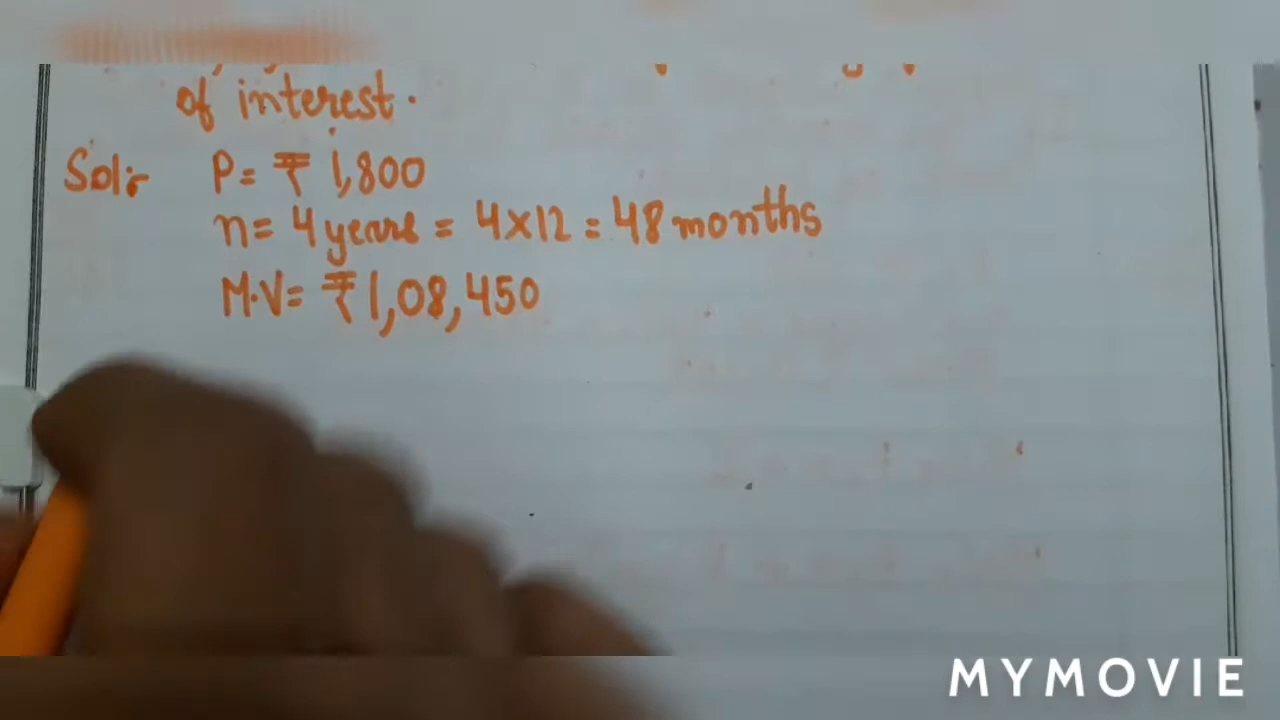 of interest.
Sol:- P= ₹ 1,800
n= 4 years = 4×12 = 48 months
M.V= ₹1,08,450
MYMOVIE